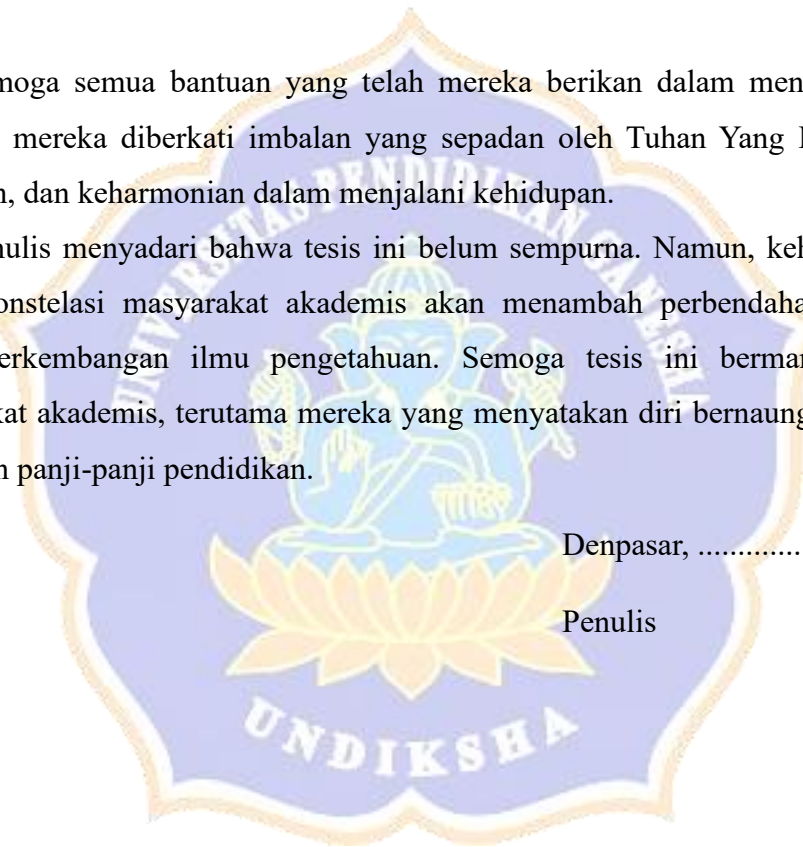 moga semua bantuan yang telah mereka berikan dalam men
mereka diberkati imbalan yang sepadan oleh Tuhan Yang
n, dan keharmonian dalam menjalani kehidupan.
nulis menyadari bahwa tesis ini belum sempurna. Namun, keh
onstelasi masyarakat akademis akan menambah perbendaha
erkembangan ilmu pengetahuan. Semoga tesis ini berman
kat akademis, terutama mereka yang menyatakan diri bernaung
n panji-panji pendidikan.
Denpasar, .............
Penulis
UNIVERSITAS PENDIDIKAN GANESHA
UNDIKSHA